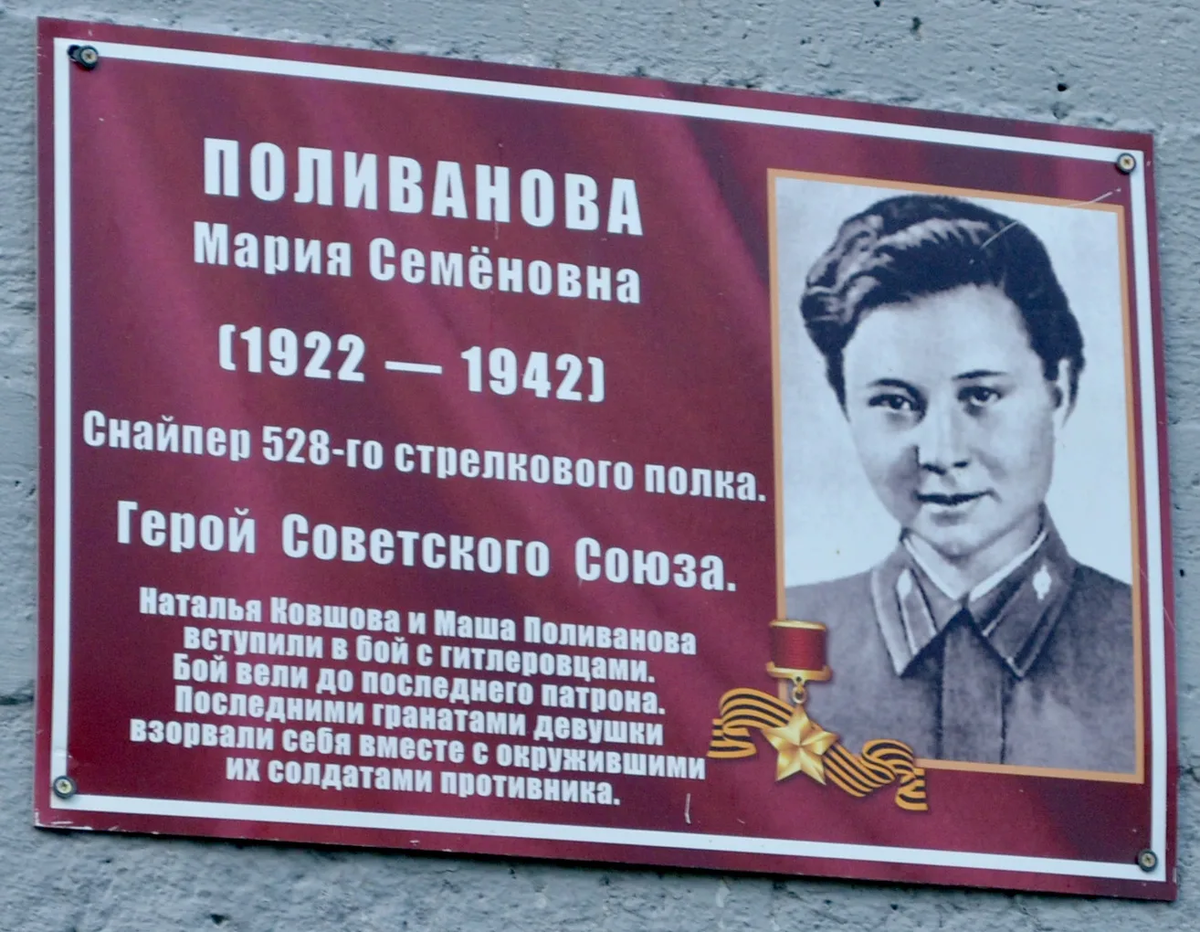 ПОЛИВАНОВА
Мария Семёновна
(1922 — 1942)
Снайпер 528-го стрелкового полка.
Герой Советского Союза.
Наталья Ковшова и Маша Поливанова
вступили в бой с гитлеровцами.
Бой вели до последнего патрона.
Последними гранатами девушки
взорвали себя вместе с окружившими
их солдатами противника.